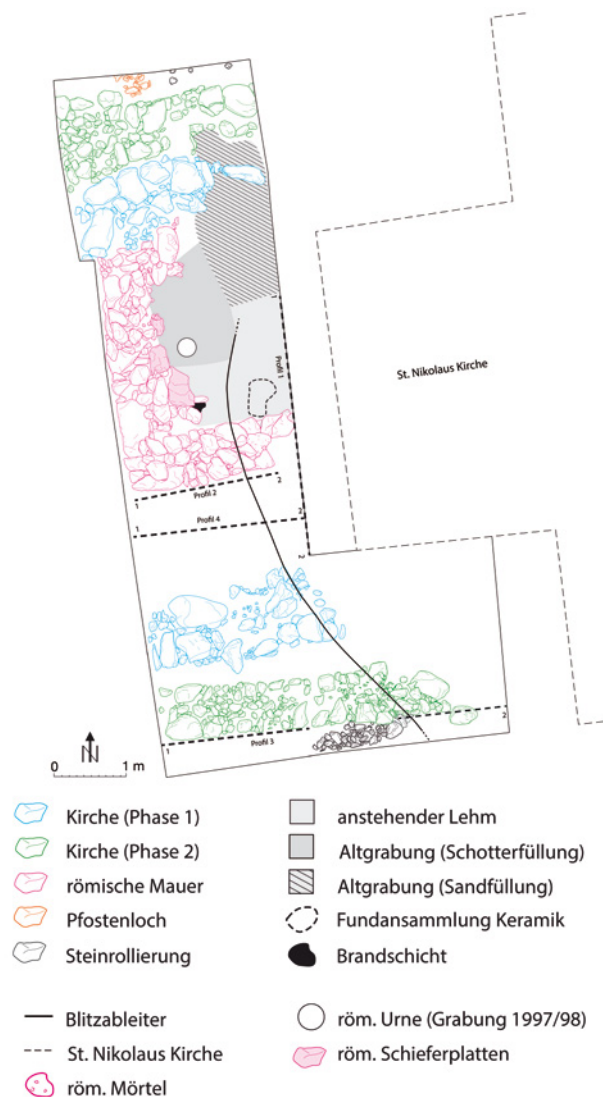 St. Nikolaus Kirche
Profil 1
1
2
1
Profil 2
2
1
Profil 4
2
2
1
Profil 3
2
N
0 1 m
Kirche (Phase 1)
Kirche (Phase 2)
römische Mauer
Pfostenloch
Steinrollierung
anstehender Lehm
Altgrabung (Schotterfüllung)
Altgrabung (Sandfüllung)
Fundansammlung Keramik
Brandschicht
Blitzableiter
St. Nikolaus Kirche
röm. Mörtel
röm. Urne (Grabung 1997/98)
röm. Schieferplatten